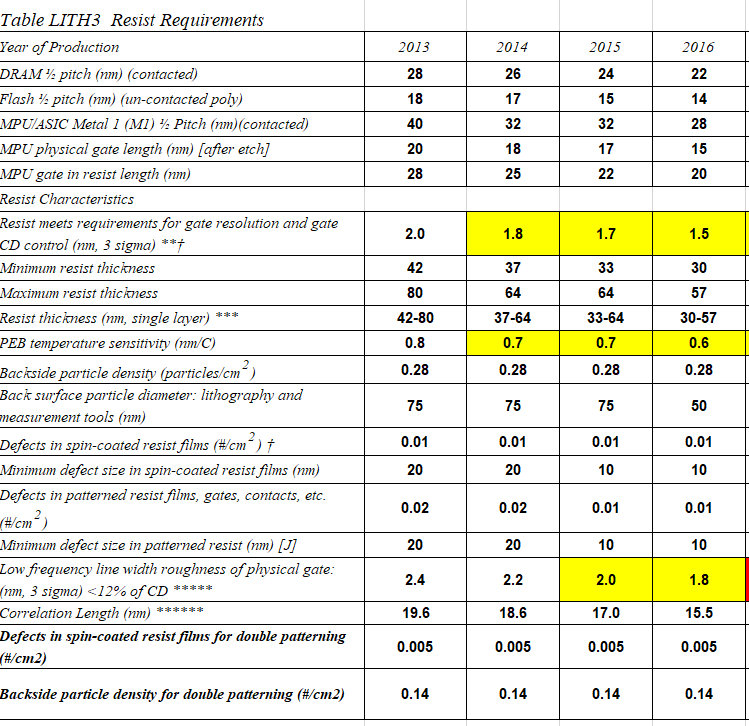 Table LITH3  Resist Requirements
Year of Production 2013 2014 2015 2016
DRAM ½ pitch (nm) (contacted) 28 26 24 22
Flash ½ pitch (nm) (un-contacted poly) 18 17 15 14
MPU/ASIC Metal 1 (M1) ½ Pitch (nm)(contacted) 40 32 32 28
MPU physical gate length (nm) [after etch] 20 18 17 15
MPU gate in resist length (nm) 28 25 22 20
Resist Characteristics
Resist meets requirements for gate resolution and gate
CD control (nm, 3 sigma) **† 2.0 1.8 1.7 1.5
Minimum resist thickness 42 37 33 30
Maximum resist thickness 80 64 64 57
Resist thickness (nm, single layer) *** 42-80 37-64 33-64 30-57
PEB temperature sensitivity (nm/C) 0.8 0.7 0.7 0.6
Backside particle density (particles/cm2) 0.28 0.28 0.28 0.28
Back surface particle diameter: lithography and
measurement tools (nm) 75 75 75 50
Defects in spin-coated resist films (#/cm2) † 0.01 0.01 0.01 0.01
Minimum defect size in spin-coated resist films (nm) 20 20 10 10
Defects in patterned resist films, gates, contacts, etc.
(#/cm2) 0.02 0.02 0.01 0.01
Minimum defect size in patterned resist (nm) [J] 20 20 10 10
Low frequency line width roughness of physical gate:
(nm, 3 sigma) <12% of CD ***** 2.4 2.2 2.0 1.8
Correlation Length (nm) ****** 19.6 18.6 17.0 15.5
Defects in spin-coated resist films for double patterning
(#/cm2) 0.005 0.005 0.005 0.005
Backside particle density for double patterning (#/cm2) 0.14 0.14 0.14 0.14